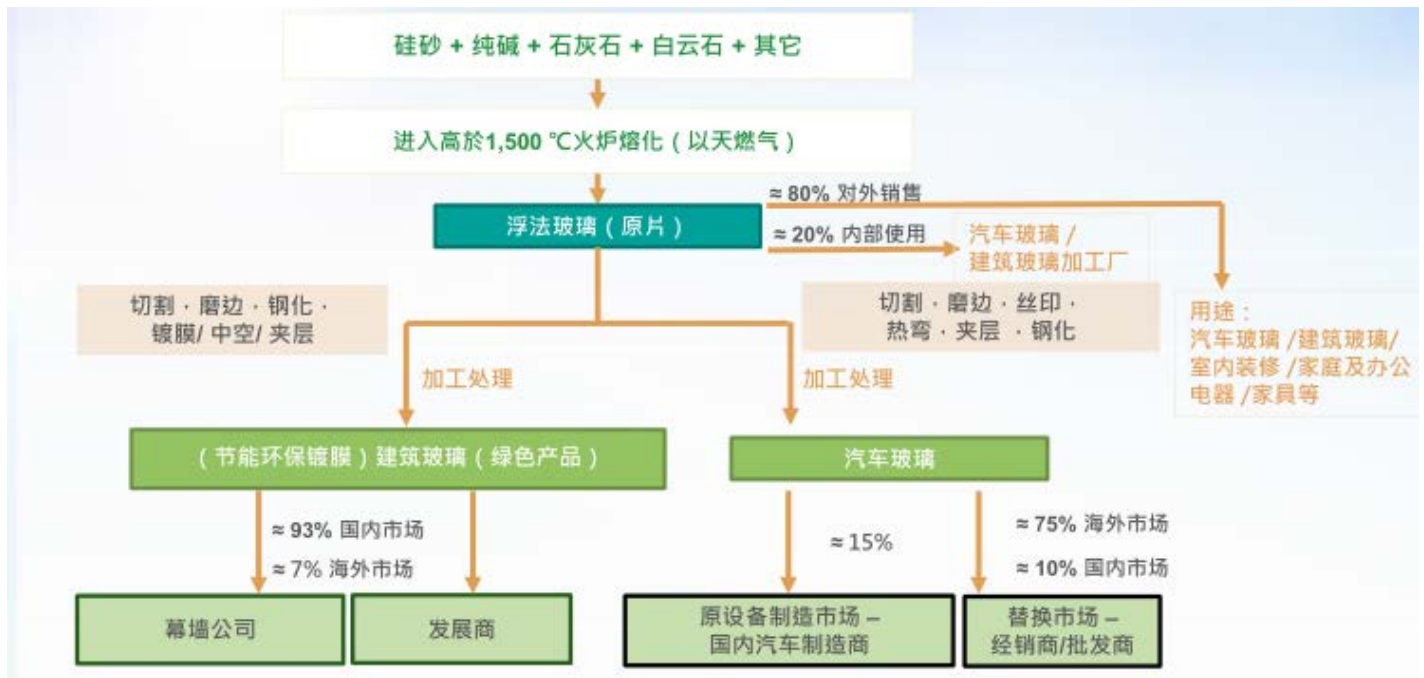 硅砂 + 纯碱 + 石灰石 + 白云石 + 其它
进入高於1,500 ℃火炉熔化 ( 以天燃气 )
≈ 80% 对外销售
浮法玻璃 ( 原片 )
≈ 20% 内部使用
汽车玻璃 /
建筑玻璃加工厂
切割 · 磨边 · 钢化 ·
镀膜/ 中空/ 夹层
切割 · 磨边 · 丝印 ·
热弯 · 夹层 · 钢化
用途 :
汽车玻璃 /建筑玻璃/
室内装修 /家庭及办公
电器 /家具等
加工处理
加工处理
( 节能环保镀膜 ) 建筑玻璃 ( 绿色产品 )
汽车玻璃
≈ 93% 国内市场
≈ 7% 海外市场
≈ 15%
≈ 75% 海外市场
≈ 10% 国内市场
幕墙公司
发展商
原设备制造市场 –
国内汽车制造商
替换市场 –
经销商/批发商